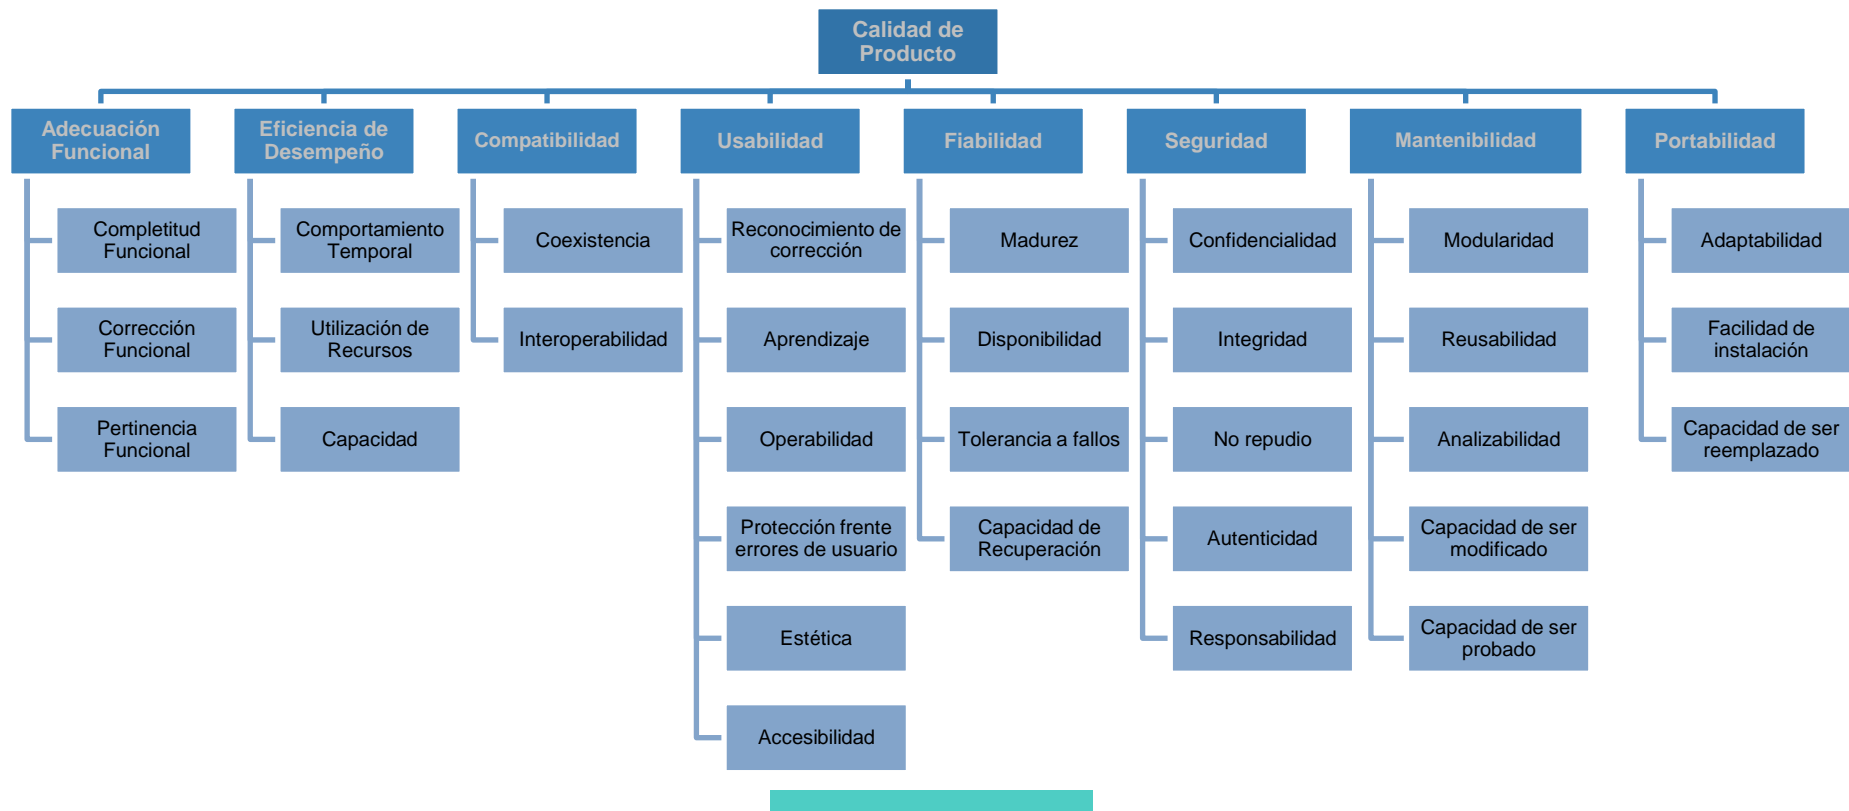 Calidad de
Producto
Adecuación
Funcional
Eficiencia de
Desempeño
Compatibilidad
Usabilidad
Fiabilidad
Seguridad
Mantenibilidad
Portabilidad
Completitud
Funcional
Corrección
Funcional
Pertinencia
Funcional
Comportamiento
Temporal
Utilización de
Recursos
Capacidad
Coexistencia
Interoperabilidad
Reconocimiento de
corrección
Aprendizaje
Operabilidad
Protección frente
errores de usuario
Estética
Accesibilidad
Madurez
Disponibilidad
Tolerancia a fallos
Capacidad de
Recuperación
Confidencialidad
Integridad
No repudio
Autenticidad
Responsabilidad
Modularidad
Reusabilidad
Analizabilidad
Capacidad de ser
modificado
Capacidad de ser
probado
Adaptabilidad
Facilidad de
instalación
Capacidad de ser
reemplazado